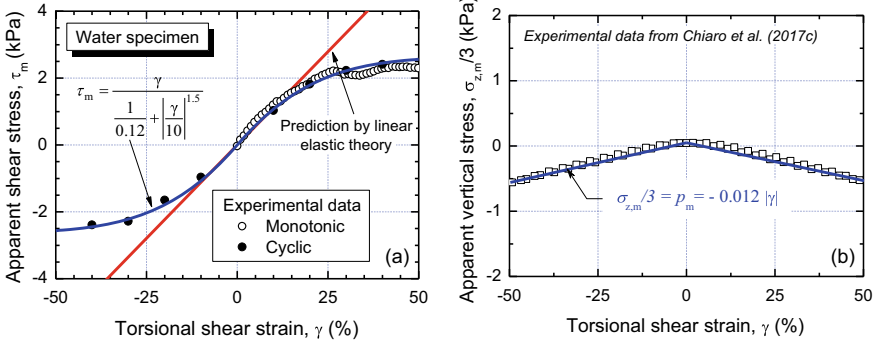 4
2
0
-2
-4
-50
-25
0
25
50
Apparent shear stress, τm (kPa)
Torsional shear strain, γ (%)
Water specimen
τm = γ / (1/0.12 + |γ/10|^1.5)
Prediction by linear
elastic theory
Experimental data
Monotonic
Cyclic
(a)
2
1
0
-1
-2
-50
-25
0
25
50
Apparent vertical stress, σz,m/3 (kPa)
Torsional shear strain, γ (%)
Experimental data from Chiaro et al. (2017c)
σz,m/3 = pm= - 0.012 |γ|
(b)